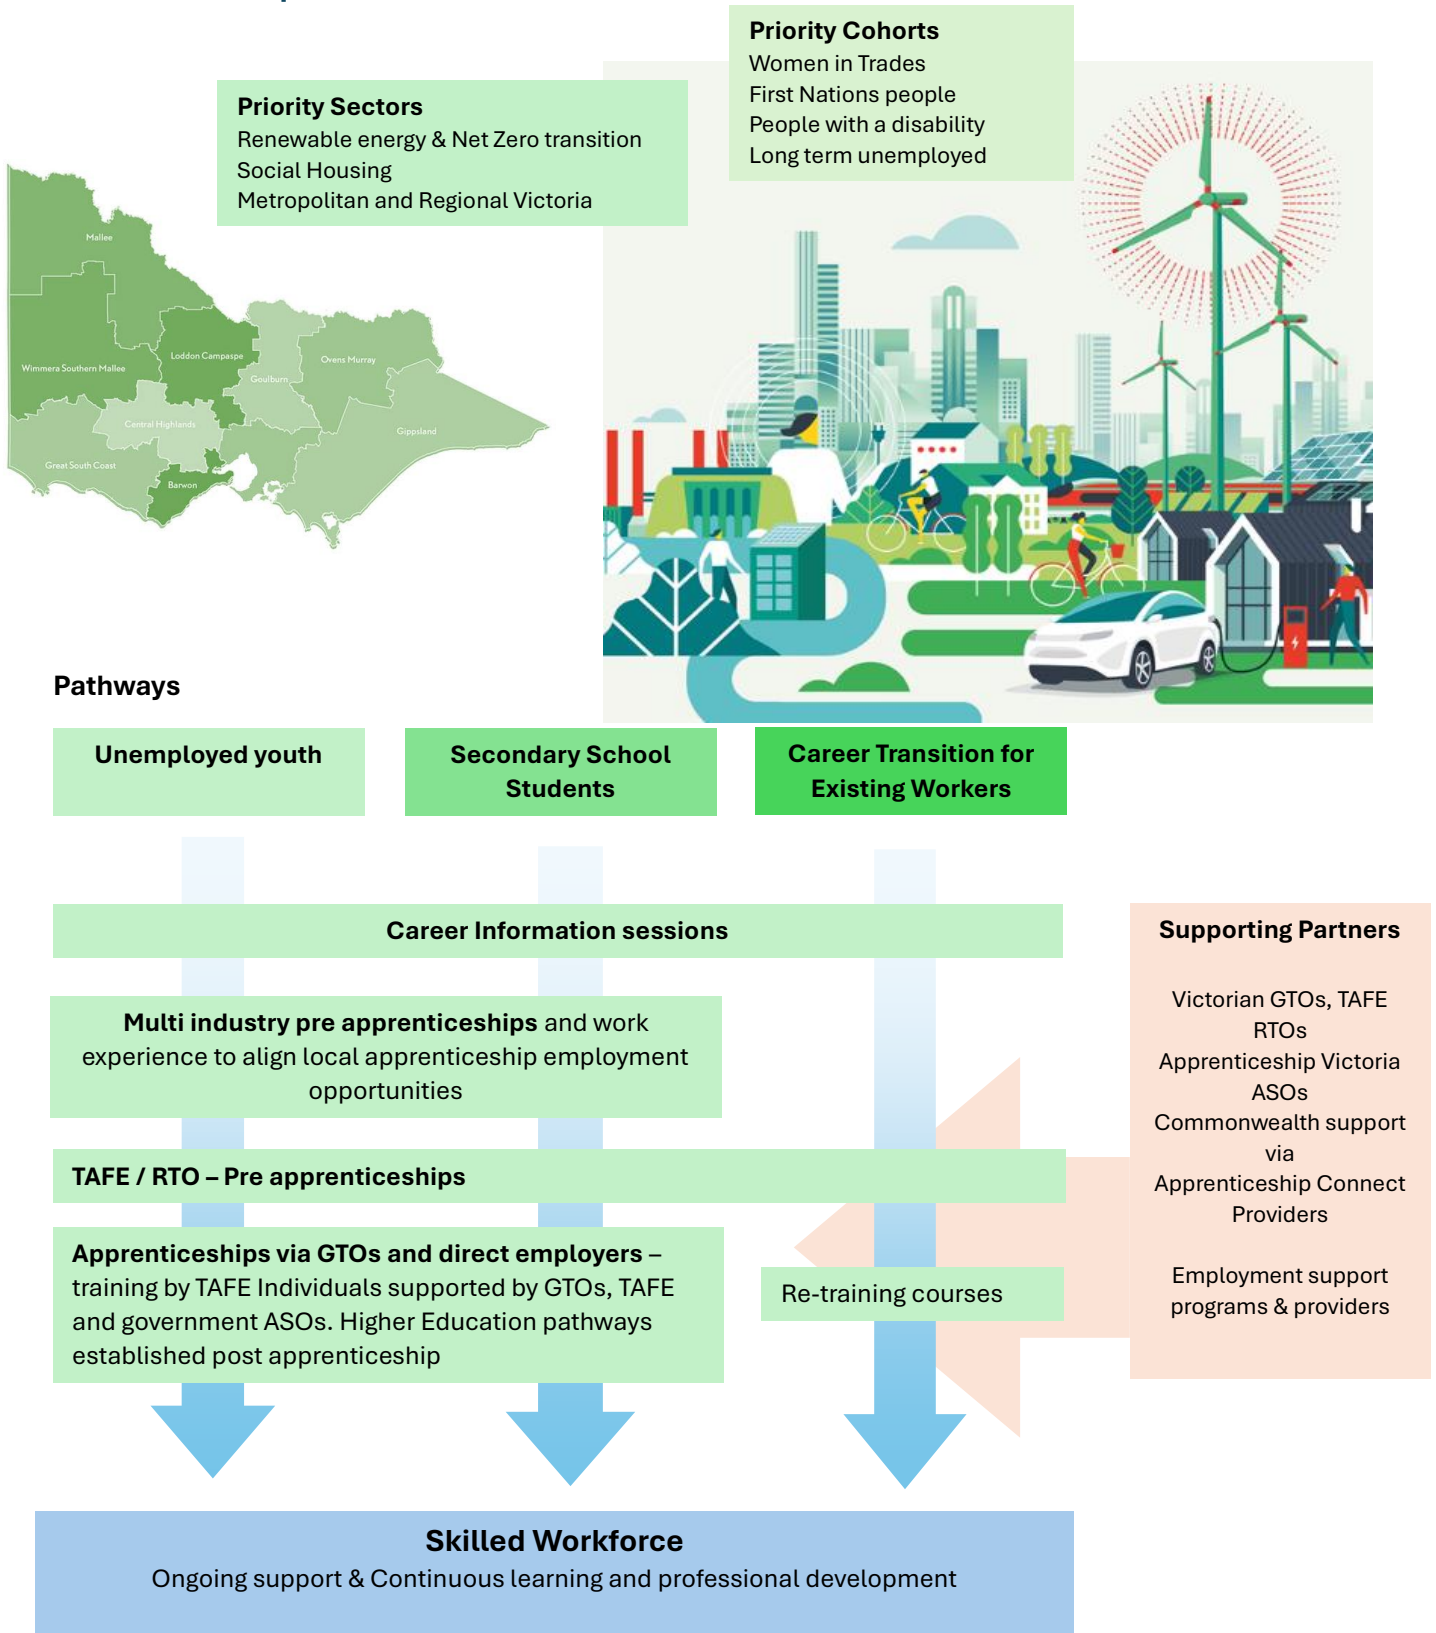 Priority Cohorts
Women in Trades
First Nations people
People with a disability
Long term unemployed
Priority Sectors
Renewable energy & Net Zero transition
Social Housing
Metropolitan and Regional Victoria
Mallee
Wimmera Southern Mallee
Loddon Campaspe
Goulburn
Ovens Murray
Central Highlands
Gippsland
Great South Coast
Barwon
Pathways
Unemployed youth
Secondary School
Students
Career Transition for
Existing Workers
Career Information sessions
Multi industry pre apprenticeships and work
experience to align local apprenticeship employment
opportunities
TAFE / RTO – Pre apprenticeships
Apprenticeships via GTOs and direct employers –
training by TAFE Individuals supported by GTOs, TAFE
and government ASOs. Higher Education pathways
established post apprenticeship
Re-training courses
Supporting Partners
Victorian GTOs, TAFE
RTOs
Apprenticeship Victoria
ASOs
Commonwealth support
via
Apprenticeship Connect
Providers
Employment support
programs & providers
Skilled Workforce
Ongoing support & Continuous learning and professional development